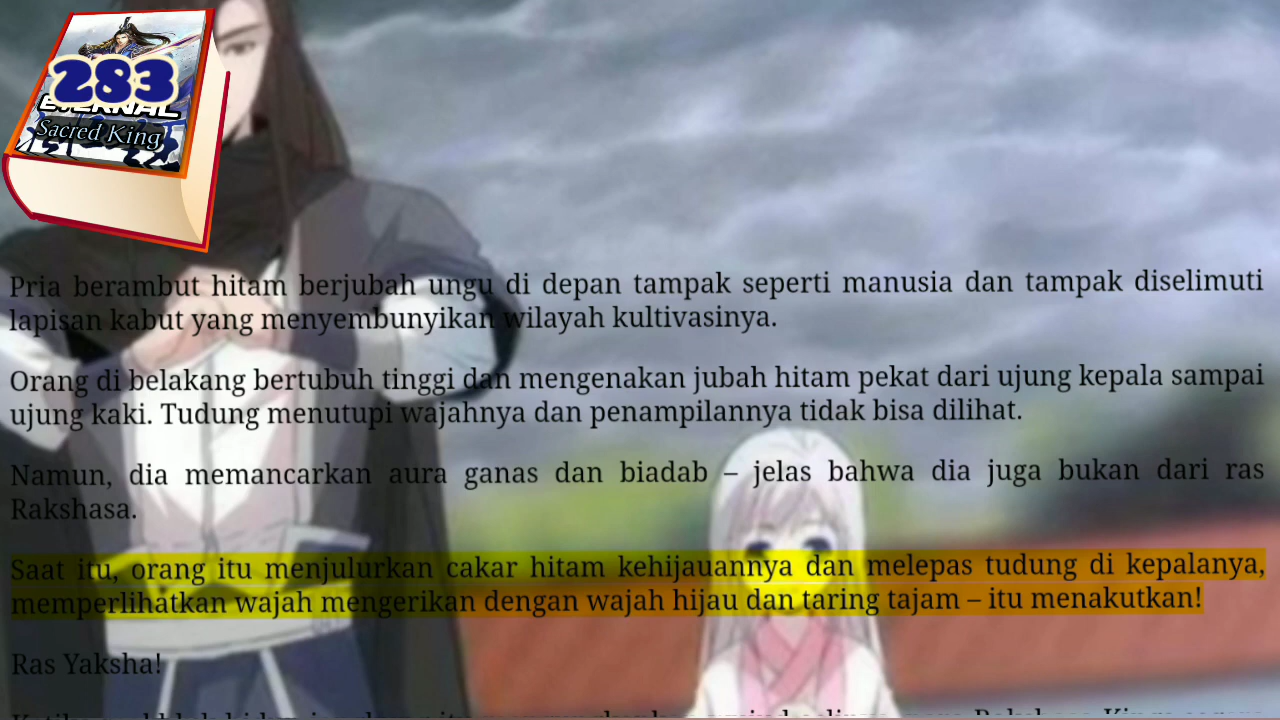 283
ETERNAL
Sacred King
Pria berambut hitam berjubah ungu di depan tampak seperti manusia dan tampak diselimuti
lapisan kabut yang menyembunyikan wilayah kultivasinya.
Orang di belakang bertubuh tinggi dan mengenakan jubah hitam pekat dari ujung kepala sampai
ujung kaki. Tudung menutupi wajahnya dan penampilannya tidak bisa dilihat.
Namun, dia memancarkan aura ganas dan biadab – jelas bahwa dia juga bukan dari ras
Rakshasa.
Saat itu, orang itu menjulurkan cakar hitam kehijauannya dan melepas tudung di kepalanya,
memperlihatkan wajah mengerikan dengan wajah hijau dan taring tajam – itu menakutkan!
Ras Yaksha!